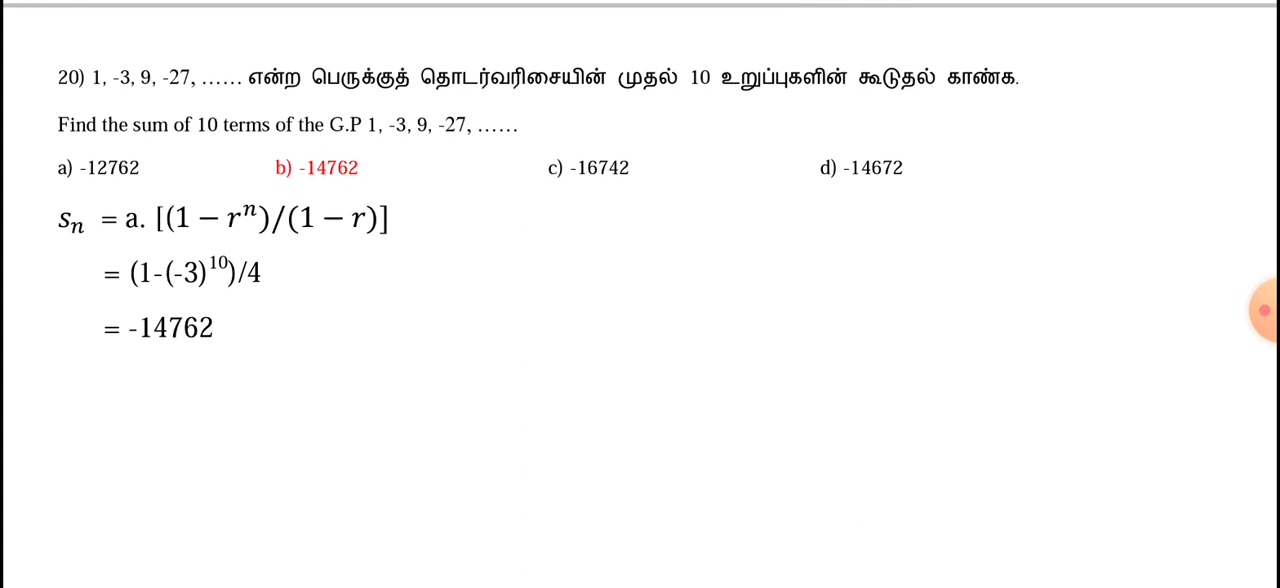 20) 1, -3, 9, -27, …… என்ற பெருக்குத் தொடர்வரிசையின் முதல் 10 உறுப்புகளின் கூடுதல் காண்க.
Find the sum of 10 terms of the G.P 1, -3, 9, -27, ……
a) -12762 b) -14762 c) -16742 d) -14672
𝑠ₙ = a. [(1 − 𝑟ⁿ)/(1 − 𝑟)]
= (1-(-3)¹⁰)/4
= -14762